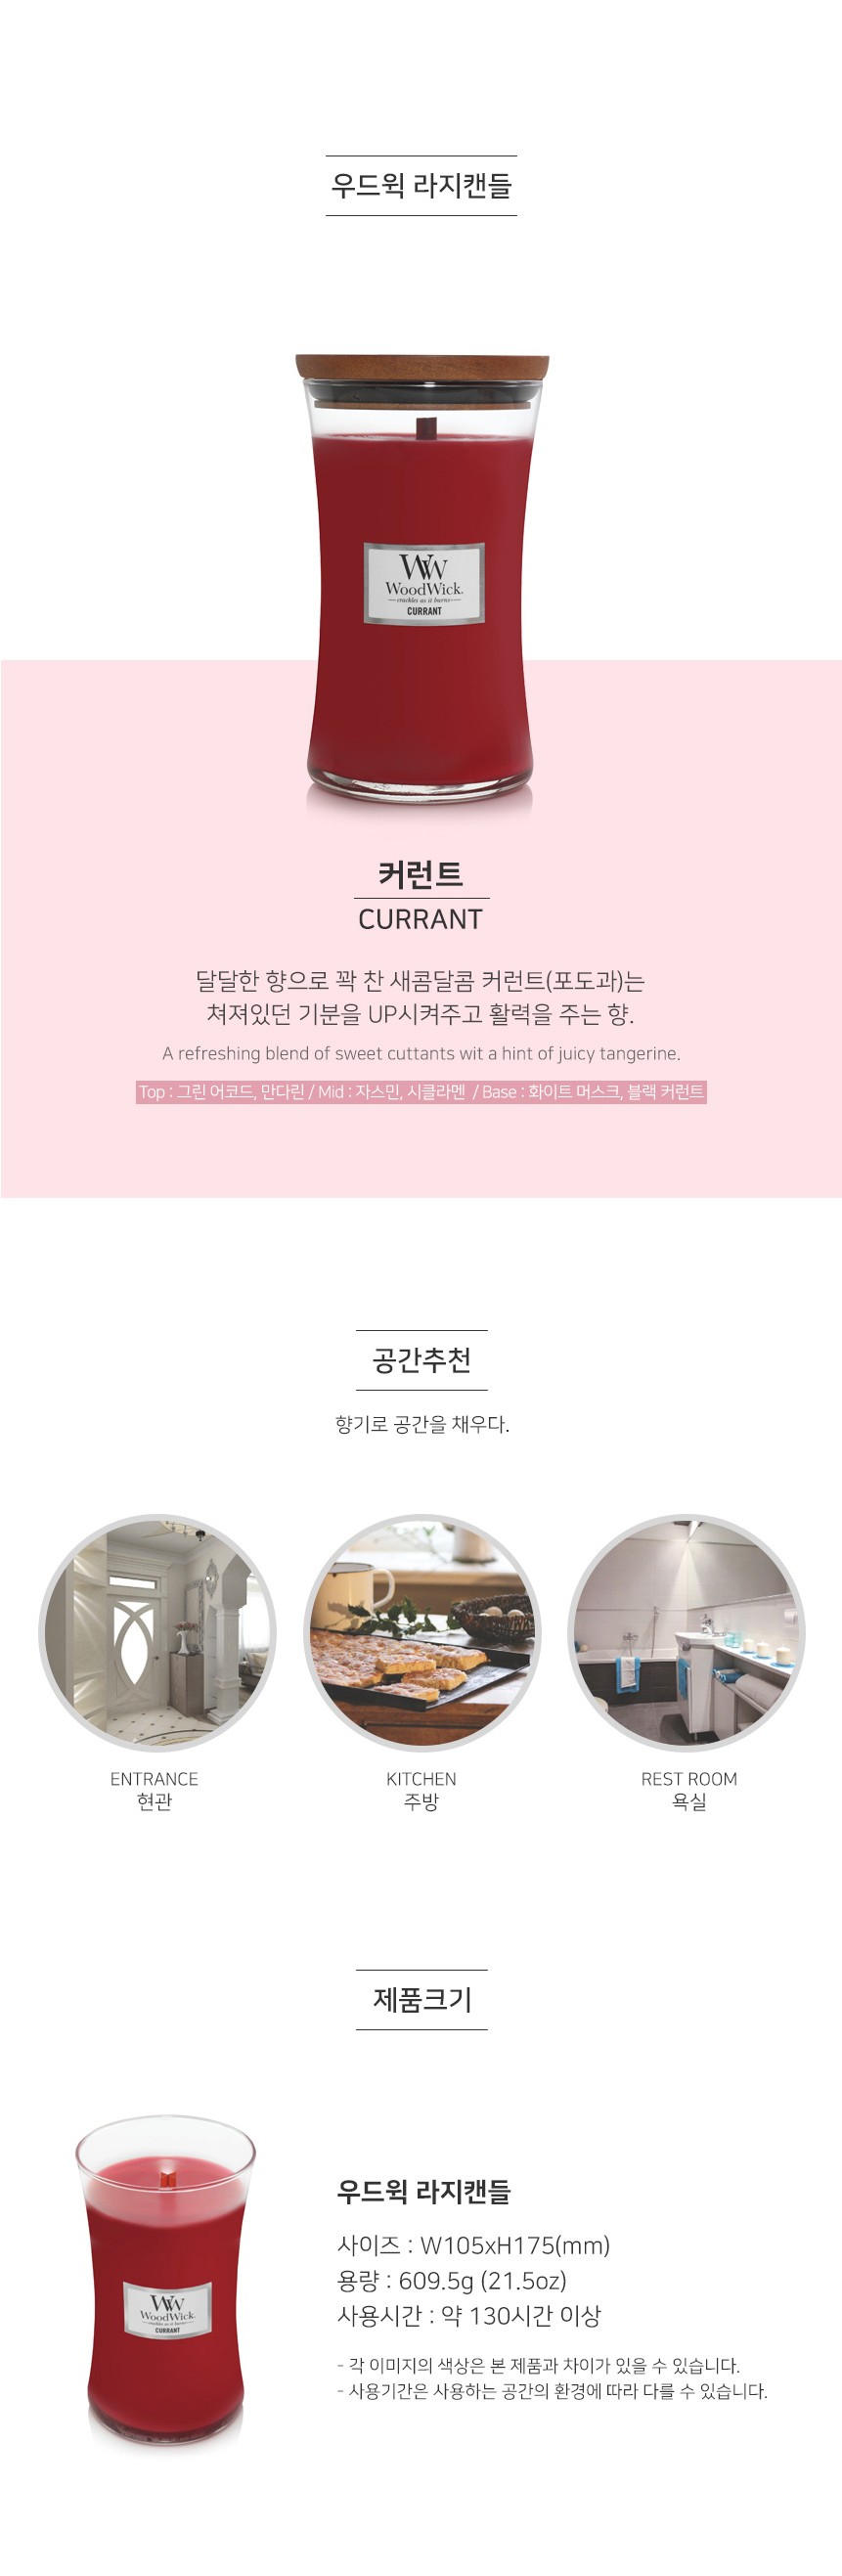 우드윅 라지캔들
WW
WoodWick.
crackles as it burns
CURRANT
커런트
CURRANT
달달한 향으로 꽉 찬 새콤달콤 커런트(포도과)는
쳐져있던 기분을 UP시켜주고 활력을 주는 향.
A refreshing blend of sweet cuttants wit a hint of juicy tangerine.
Top : 그린 어코드, 만다린 / Mid : 자스민, 시클라멘 / Base : 화이트 머스크, 블랙 커런트
공간추천
향기로 공간을 채우다.
ENTRANCE
현관
KITCHEN
주방
REST ROOM
욕실
제품크기
WW
WoodWick.
crackles as it burns
CURRANT
우드윅 라지캔들
사이즈 : W105xH175(mm)
용량 : 609.5g (21.5oz)
사용시간 : 약 130시간 이상
- 각 이미지의 색상은 본 제품과 차이가 있을 수 있습니다.
- 사용기간은 사용하는 공간의 환경에 따라 다를 수 있습니다.